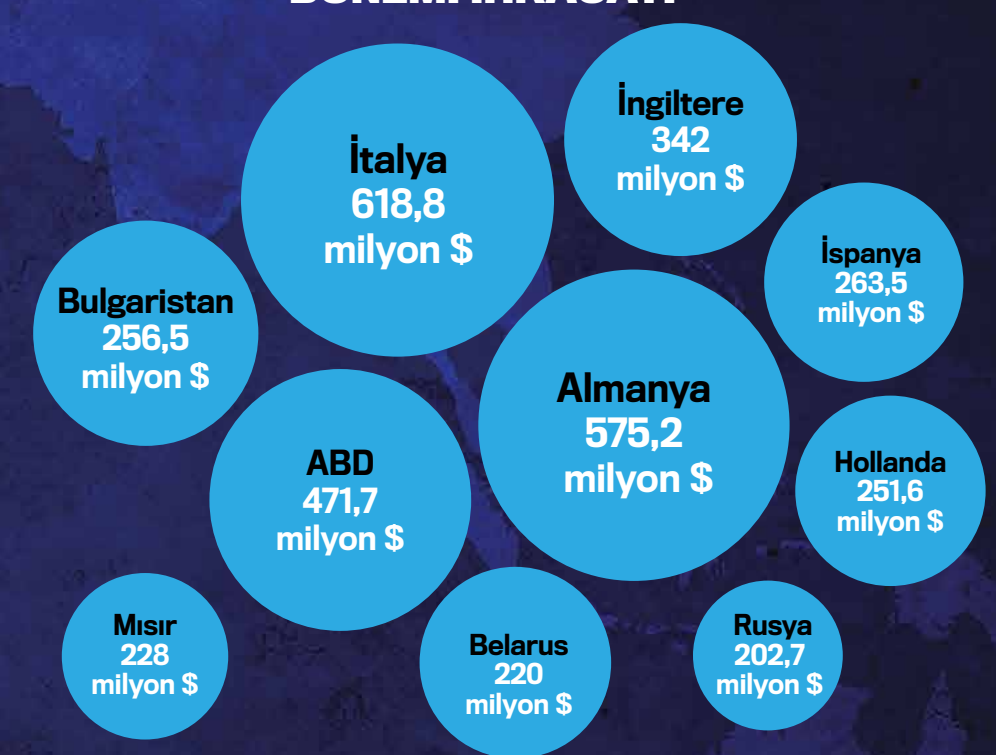 İtalya
618,8
milyon $
İngiltere
342
milyon $
İspanya
263,5
milyon $
Bulgaristan
256,5
milyon $
Almanya
575,2
milyon $
ABD
471,7
milyon $
Hollanda
251,6
milyon $
Mısır
228
milyon $
Belarus
220
milyon $
Rusya
202,7
milyon $